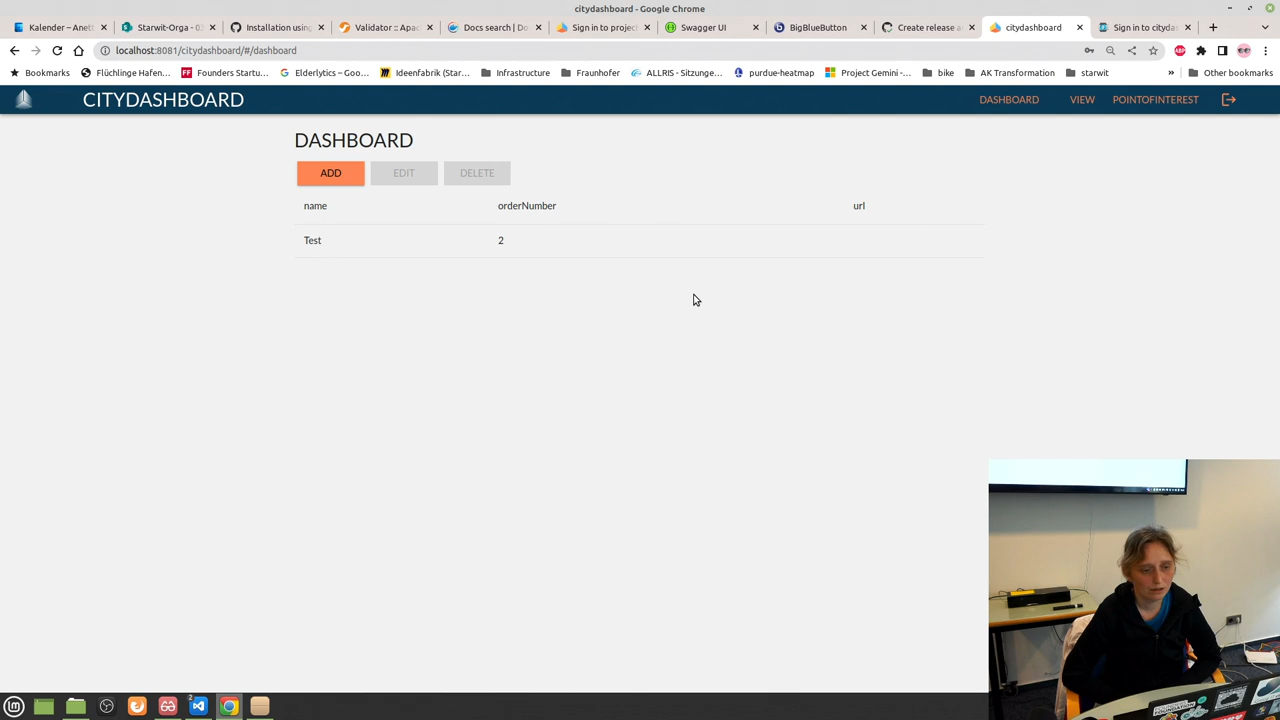 citydashboard - Google Chrome
Kalender – Anett
Starwit-Orga - 03
Installation using
Validator :: Apac
Docs search | Do
Sign in to project
Swagger UI
BigBlueButton
Create release a
citydashboard
Sign in to cityda
localhost:8081/citydashboard/#/dashboard
Bookmarks
Flüchlinge Hafen...
Founders Startu...
Elderlytics – Goo...
Ideenfabrik (Star...
Infrastructure
Fraunhofer
ALLRIS - Sitzunge...
purdue-heatmap
Project Gemini -...
bike
AK Transformation
starwit
»
Other bookmarks
CITYDASHBOARD
DASHBOARD
VIEW
POINTOFINTEREST
DASHBOARD
ADD
EDIT
DELETE
name orderNumber url
Test 2